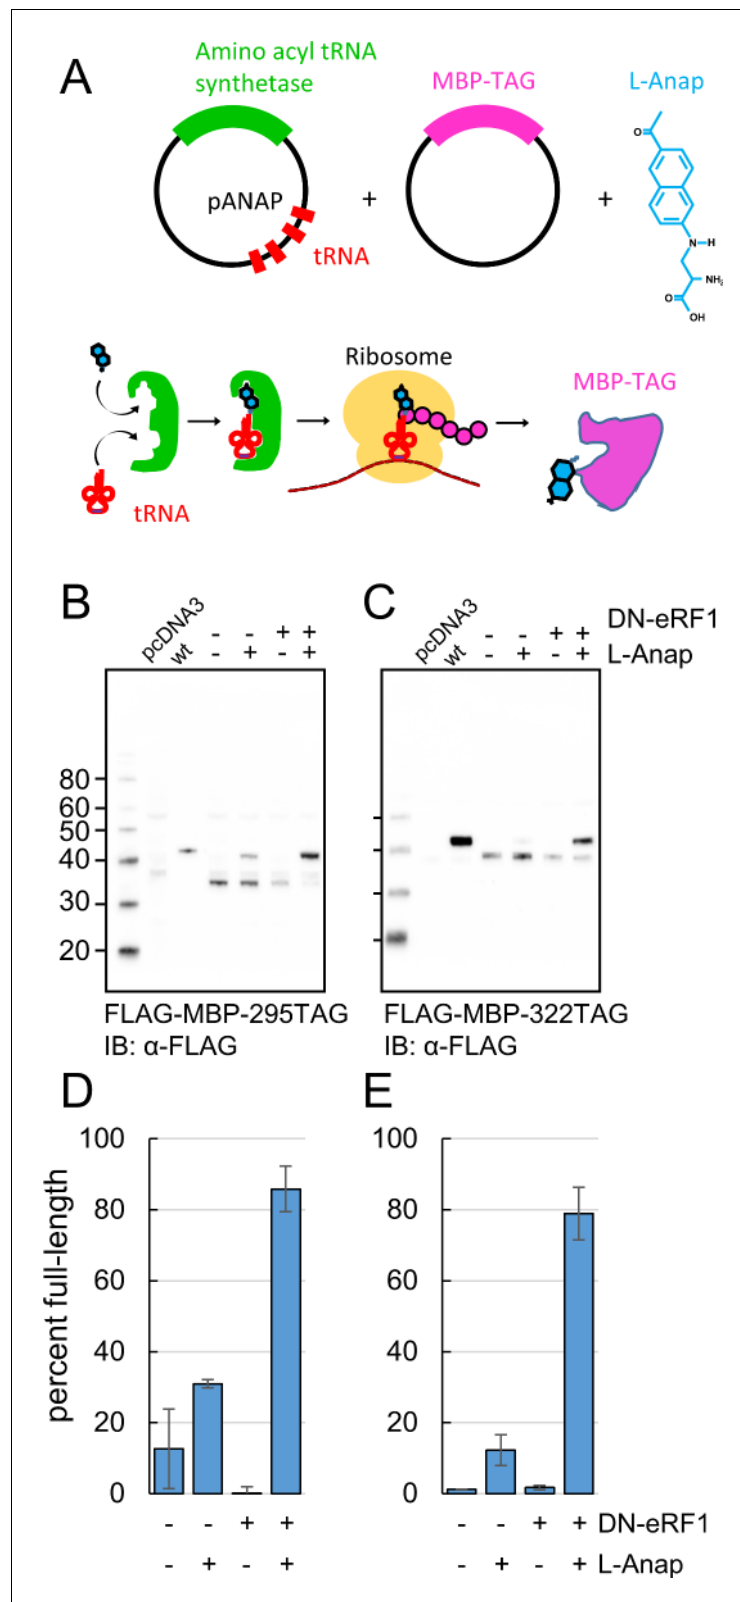 A
Amino acyl tRNA
synthetase
MBP-TAG
L-Anap
pANAP
+
+
tRNA
O
N-H
NH2
O
OH
Ribosome
MBP-TAG
tRNA
B
pcDNA3
wt
- - + +
- + - +
C
pcDNA3
wt
- - + + DN-eRF1
- + - + L-Anap
80
60
50
40
30
20
FLAG-MBP-295TAG
IB: α-FLAG
FLAG-MBP-322TAG
IB: α-FLAG
D
E
percent full-length
100
80
60
40
20
0
100
80
60
40
20
0
- - + +
- + - +
- - + + DN-eRF1
- + - + L-Anap